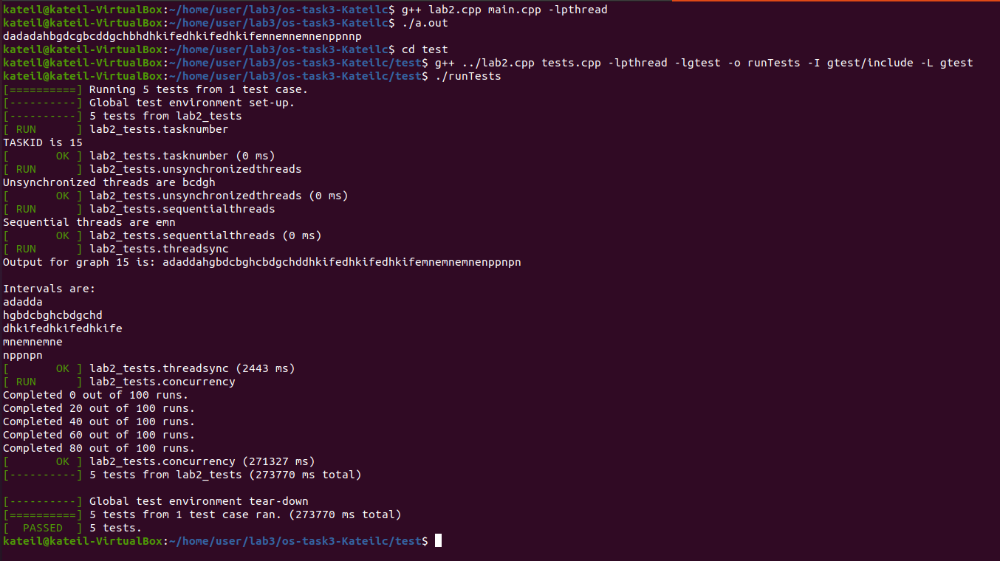 kateil@kateil-VirtualBox:~/home/user/lab3/os-task3-Kateilc$ g++ lab2.cpp main.cpp -lpthread
kateil@kateil-VirtualBox:~/home/user/lab3/os-task3-Kateilc$ ./a.out
dadadahbgdcgbcddgchbhdhkifedhkifedhkifemnemnemnenppnnp
kateil@kateil-VirtualBox:~/home/user/lab3/os-task3-Kateilc$ cd test
kateil@kateil-VirtualBox:~/home/user/lab3/os-task3-Kateilc/test$ g++ ../lab2.cpp tests.cpp -lpthread -lgtest -o runTests -I gtest/include -L gtest
kateil@kateil-VirtualBox:~/home/user/lab3/os-task3-Kateilc/test$ ./runTests
[==========] Running 5 tests from 1 test case.
[----------] Global test environment set-up.
[----------] 5 tests from lab2_tests
[ RUN      ] lab2_tests.tasknumber
TASKID is 15
[       OK ] lab2_tests.tasknumber (0 ms)
[ RUN      ] lab2_tests.unsynchronizedthreads
Unsynchronized threads are bcdgh
[       OK ] lab2_tests.unsynchronizedthreads (0 ms)
[ RUN      ] lab2_tests.sequentialthreads
Sequential threads are emn
[       OK ] lab2_tests.sequentialthreads (0 ms)
[ RUN      ] lab2_tests.threadsync
Output for graph 15 is: adaddahgbdcbghcbdgchddhkifedhkifedhkifemnemnemnenppnpn

Intervals are:
adadda
hgbdcbghcbdgchd
dhkifedhkifedhkife
mnemnemne
nppnpn
[       OK ] lab2_tests.threadsync (2443 ms)
[ RUN      ] lab2_tests.concurrency
Completed 0 out of 100 runs.
Completed 20 out of 100 runs.
Completed 40 out of 100 runs.
Completed 60 out of 100 runs.
Completed 80 out of 100 runs.
[       OK ] lab2_tests.concurrency (271327 ms)
[----------] 5 tests from lab2_tests (273770 ms total)

[----------] Global test environment tear-down
[==========] 5 tests from 1 test case ran. (273770 ms total)
[  PASSED  ] 5 tests.
kateil@kateil-VirtualBox:~/home/user/lab3/os-task3-Kateilc/test$